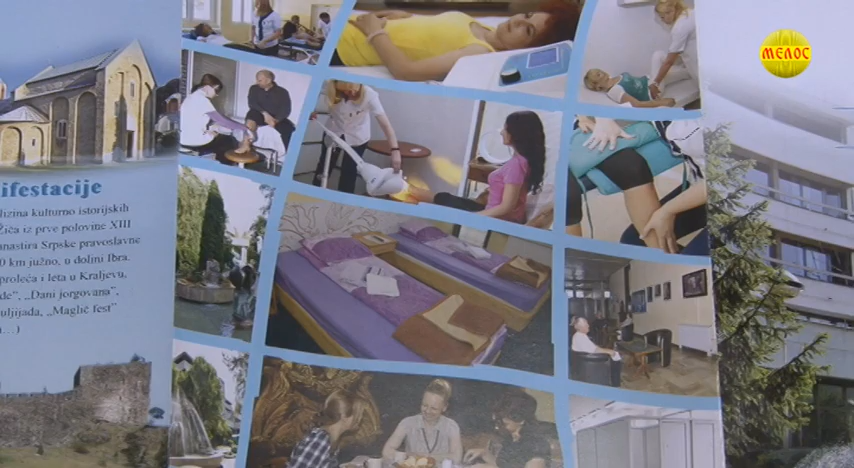 МЕЛОС
ifestacije
lizina kulturno istorijskih
Žiča iz prve polovine XIII
anastira Srpske pravoslavne
0 km južno, u dolini Ibra.
proleća i leta u Kraljevu,
de”, „Dani jorgovana”,
uljijada, „Maglič fest”
...)